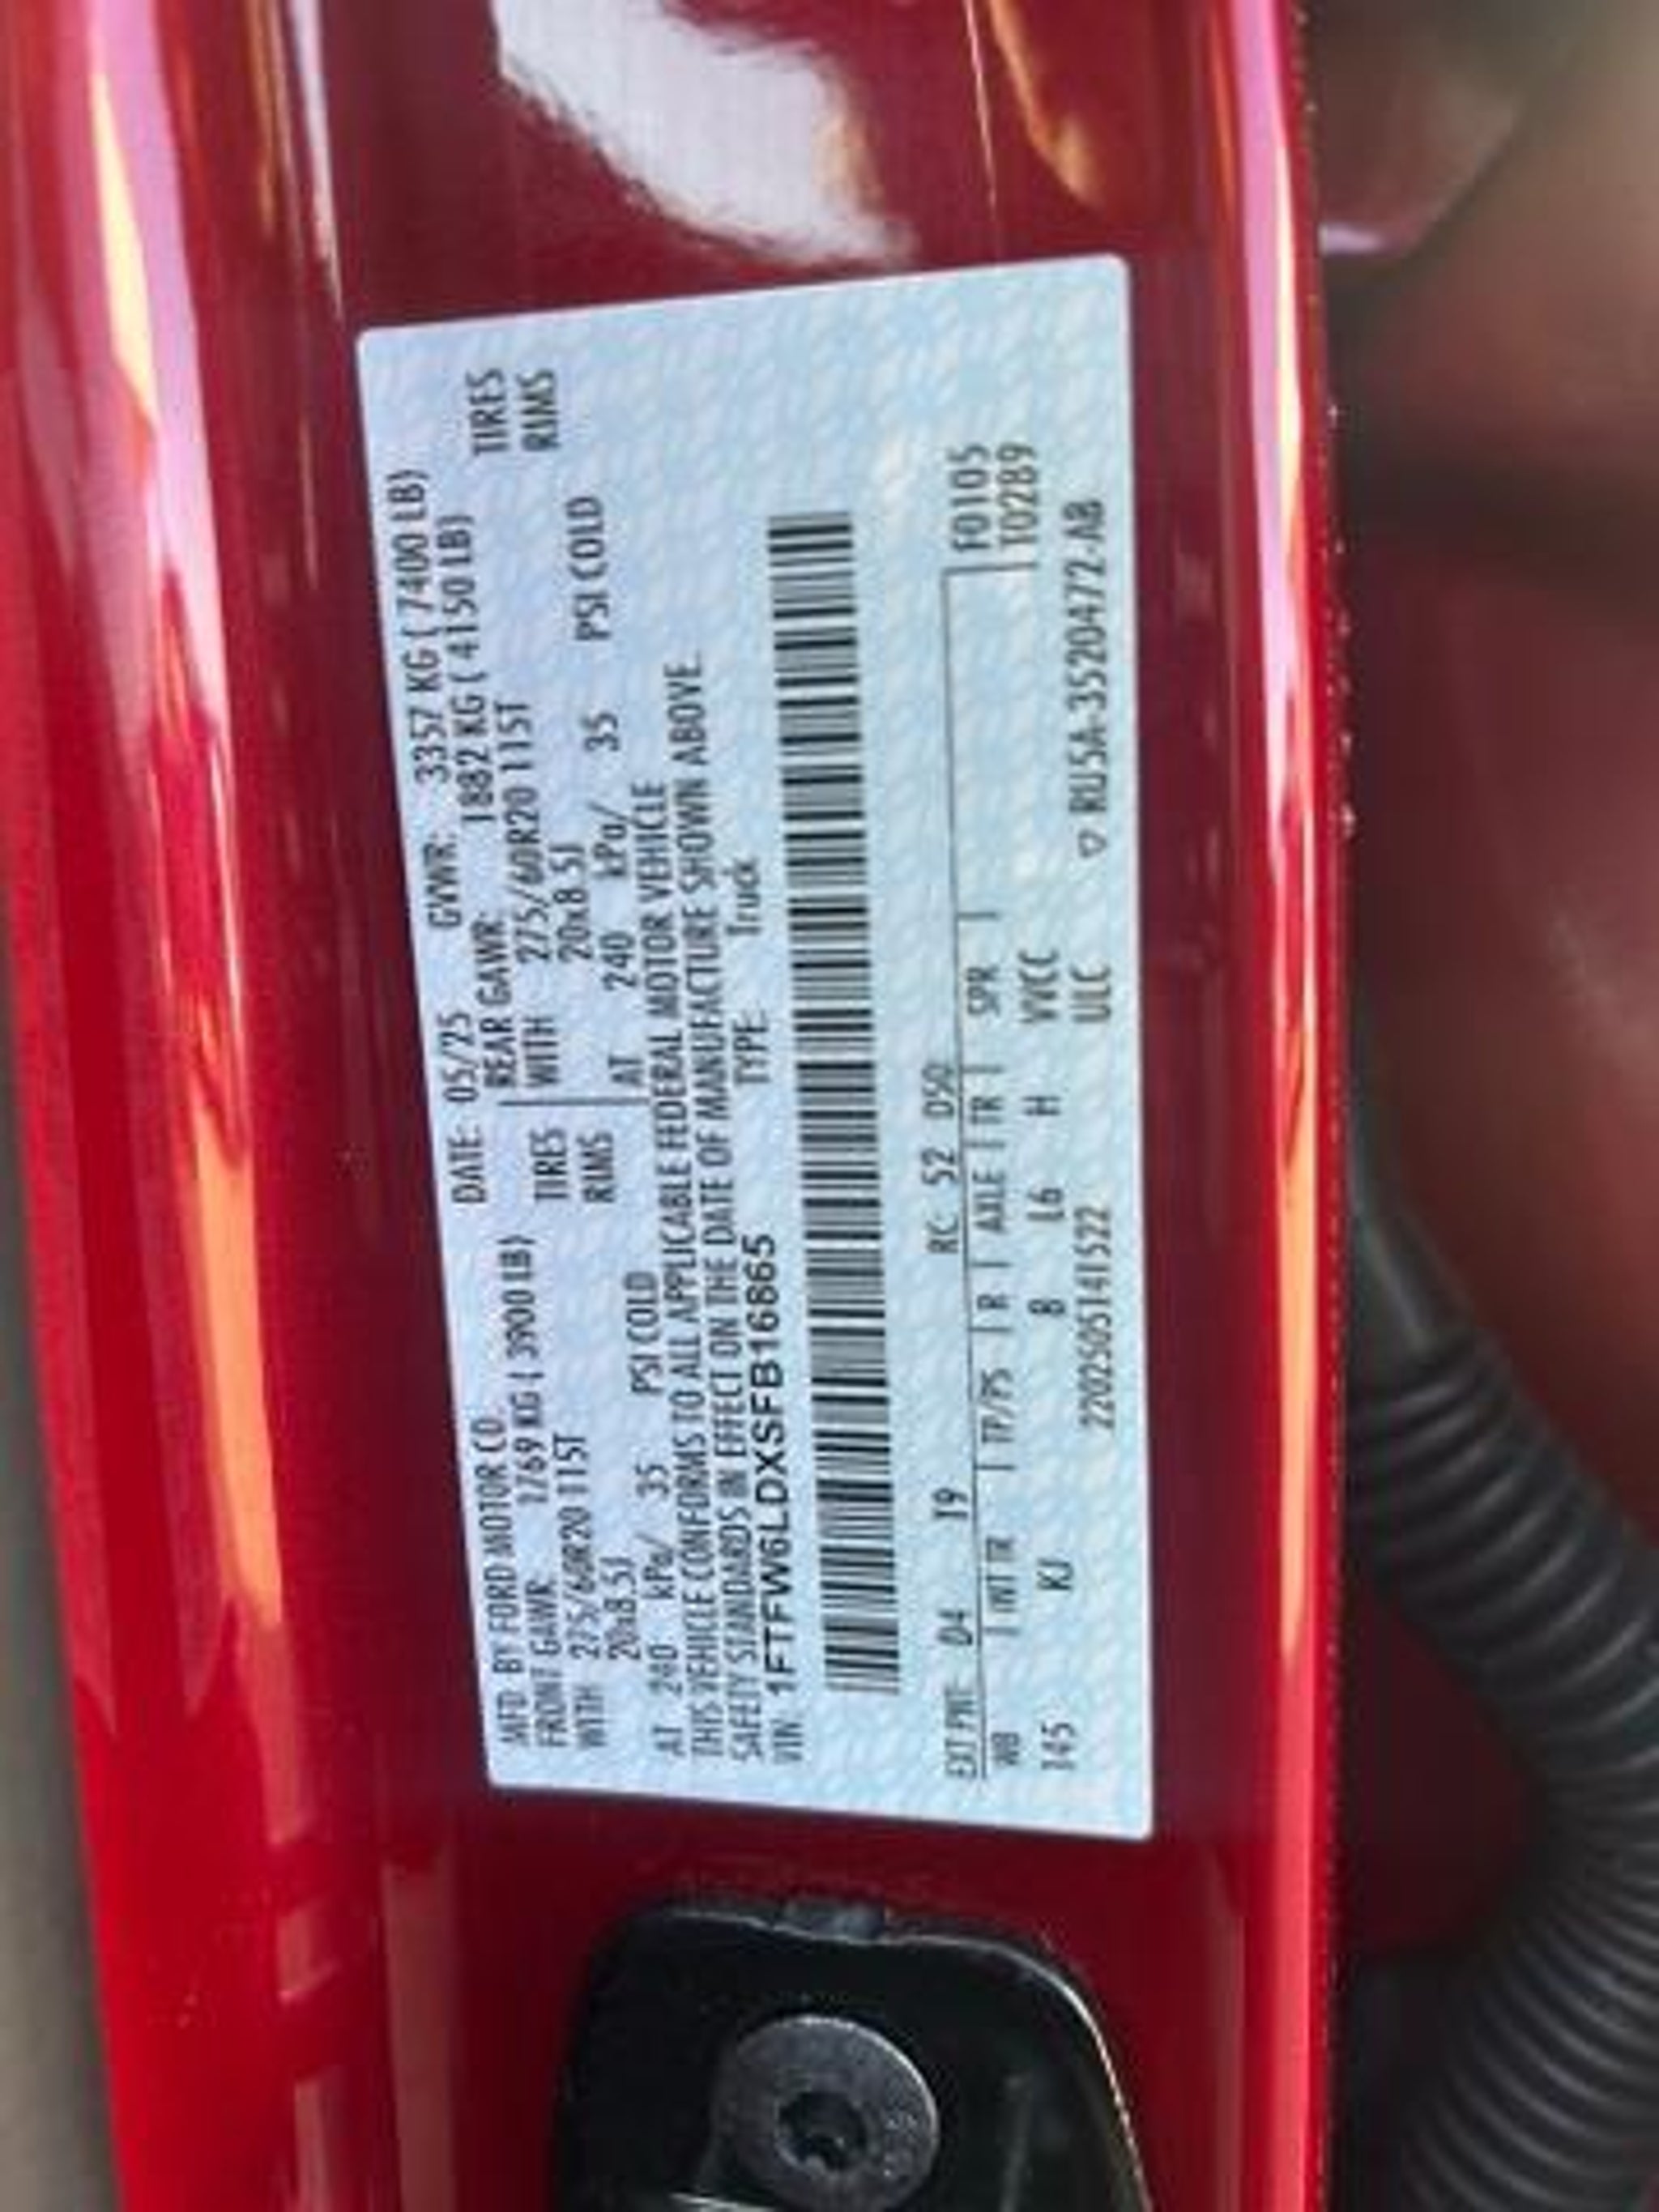 MFD. BY FORD MOTOR CO. DATE: 05/25 GVWR: 3357 KG ( 7400 LB)
FRONT GAWR: 1769 KG ( 3900 LB) REAR GAWR: 1882 KG ( 4150 LB)
WITH 275/60R20 115T TIRES WITH 275/60R20 115T TIRES
20x8.5J RIMS 20x8.5J RIMS
AT 240 kPa/ 35 PSI COLD AT 240 kPa/ 35 PSI COLD
THIS VEHICLE CONFORMS TO ALL APPLICABLE FEDERAL MOTOR VEHICLE
SAFETY STANDARDS IN EFFECT ON THE DATE OF MANUFACTURE SHOWN ABOVE.
VIN: 1FTFW6LDXSFB16865 TYPE: Truck
EXT PNT: D4 19 RC: 52 DSO: F0105
WB INT TR TP/PS R AXLE TR SPR T0289
145 KJ 8 L6 H VVCC
2202505141522 ULC ▽ RU5A-3520472-AB